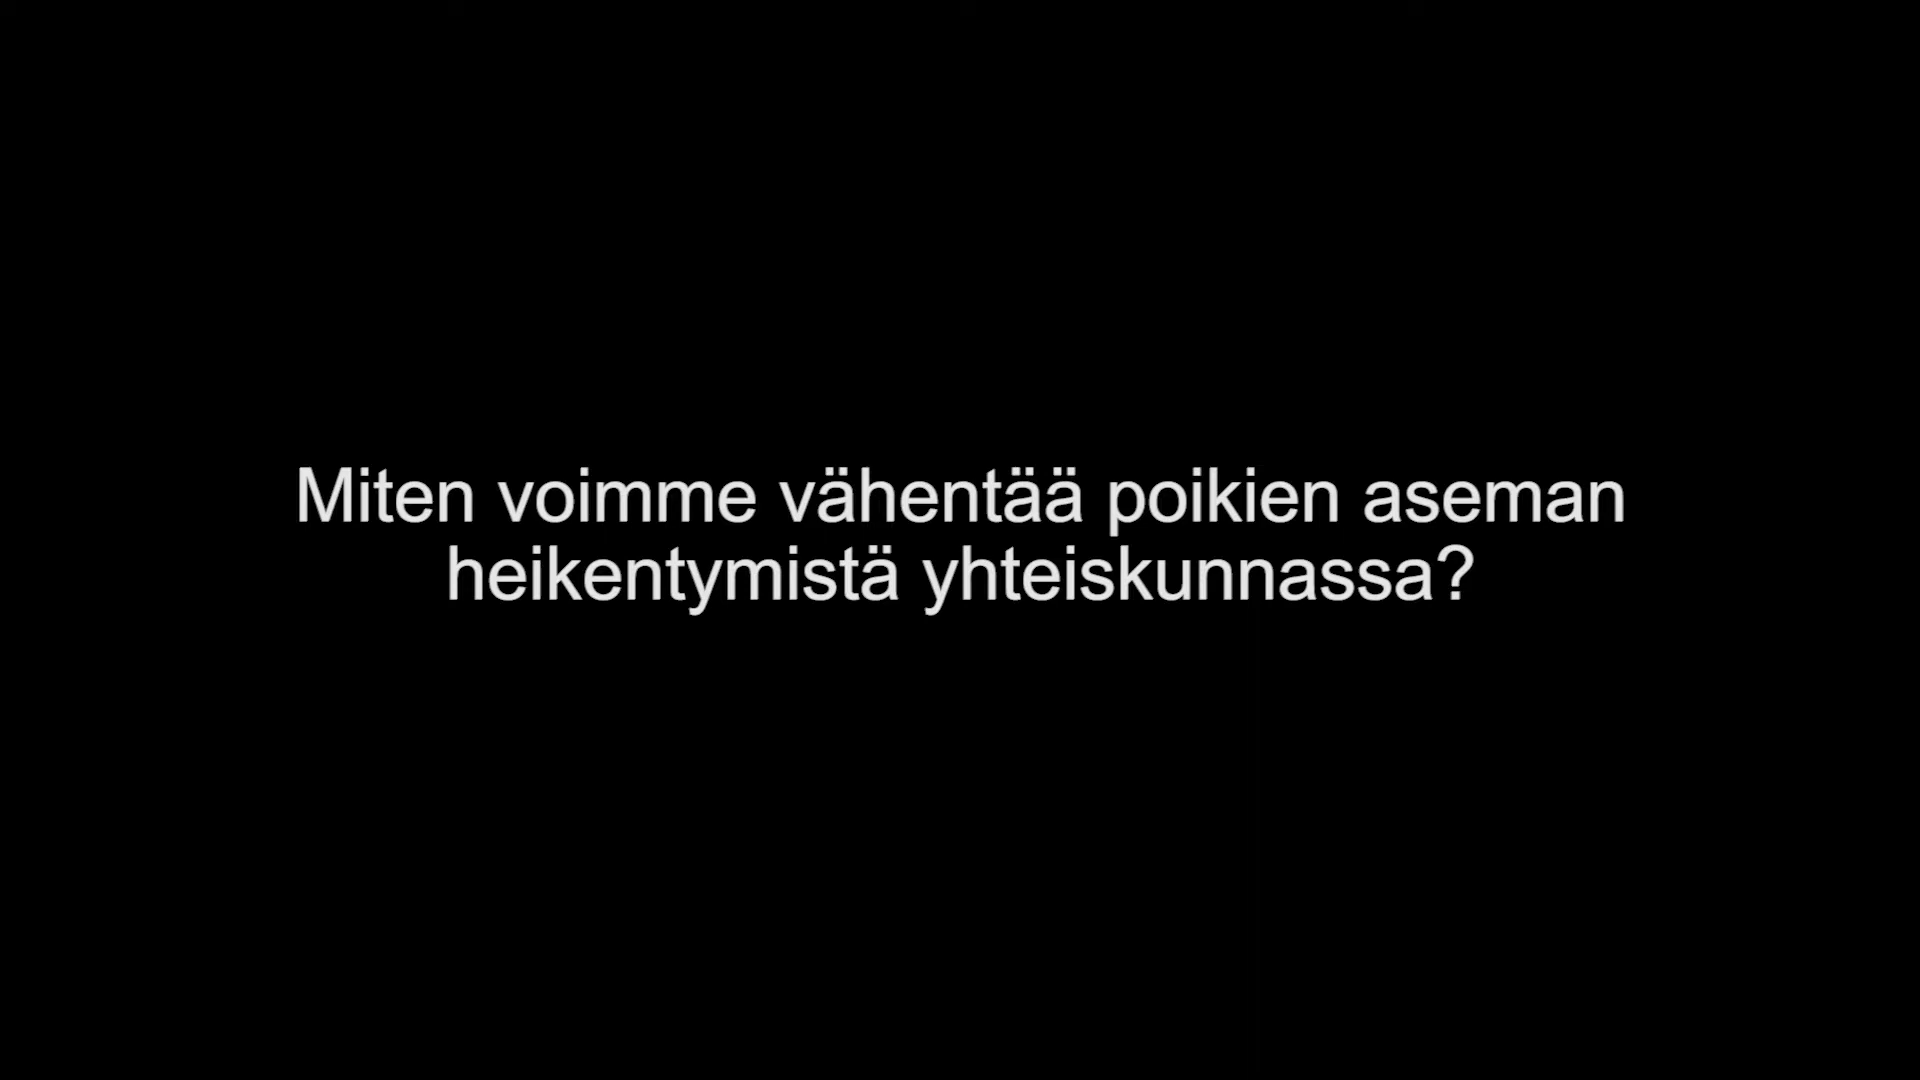 Miten voimme vähentää poikien aseman
heikentymistä yhteiskunnassa?